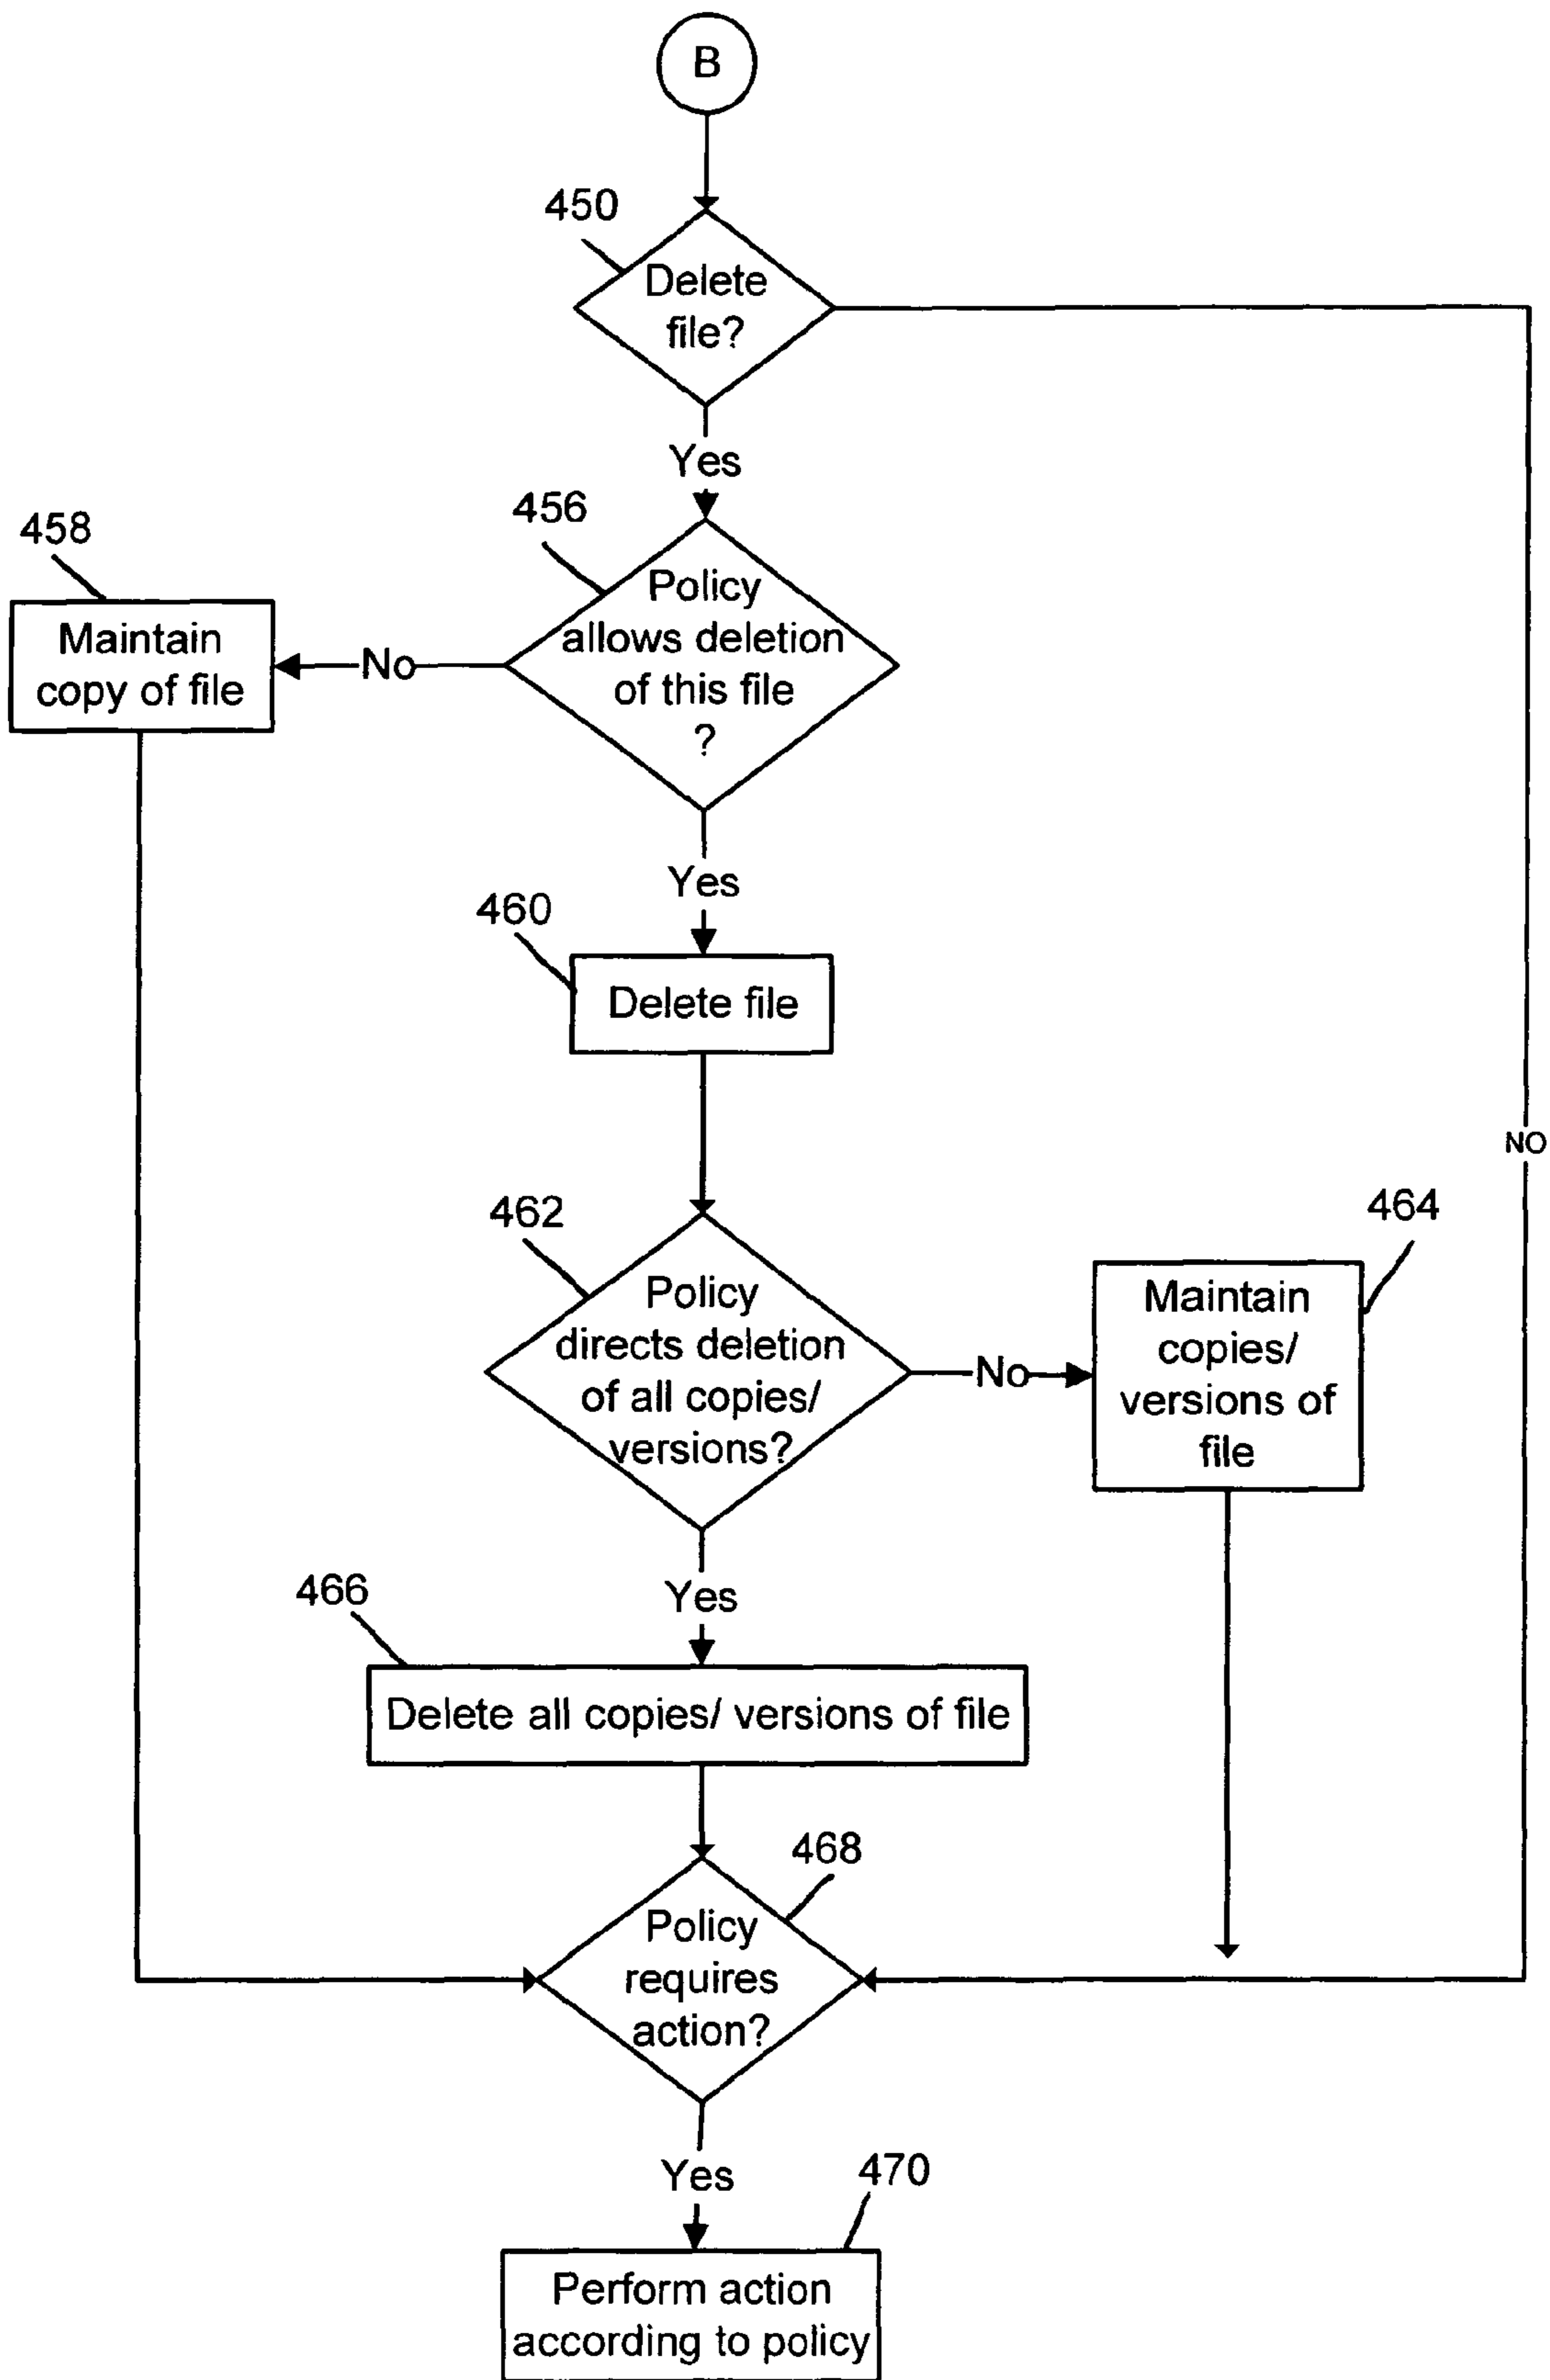 B
450
Delete
file?
Yes
456
458
Policy
allows deletion
of this file
?
Maintain
copy of file
No
Yes
460
Delete file
NO
462
464
Policy
directs deletion
of all copies/
versions?
No
Maintain
copies/
versions of
file
Yes
466
Delete all copies/ versions of file
468
Policy
requires
action?
Yes
470
Perform action
according to policy